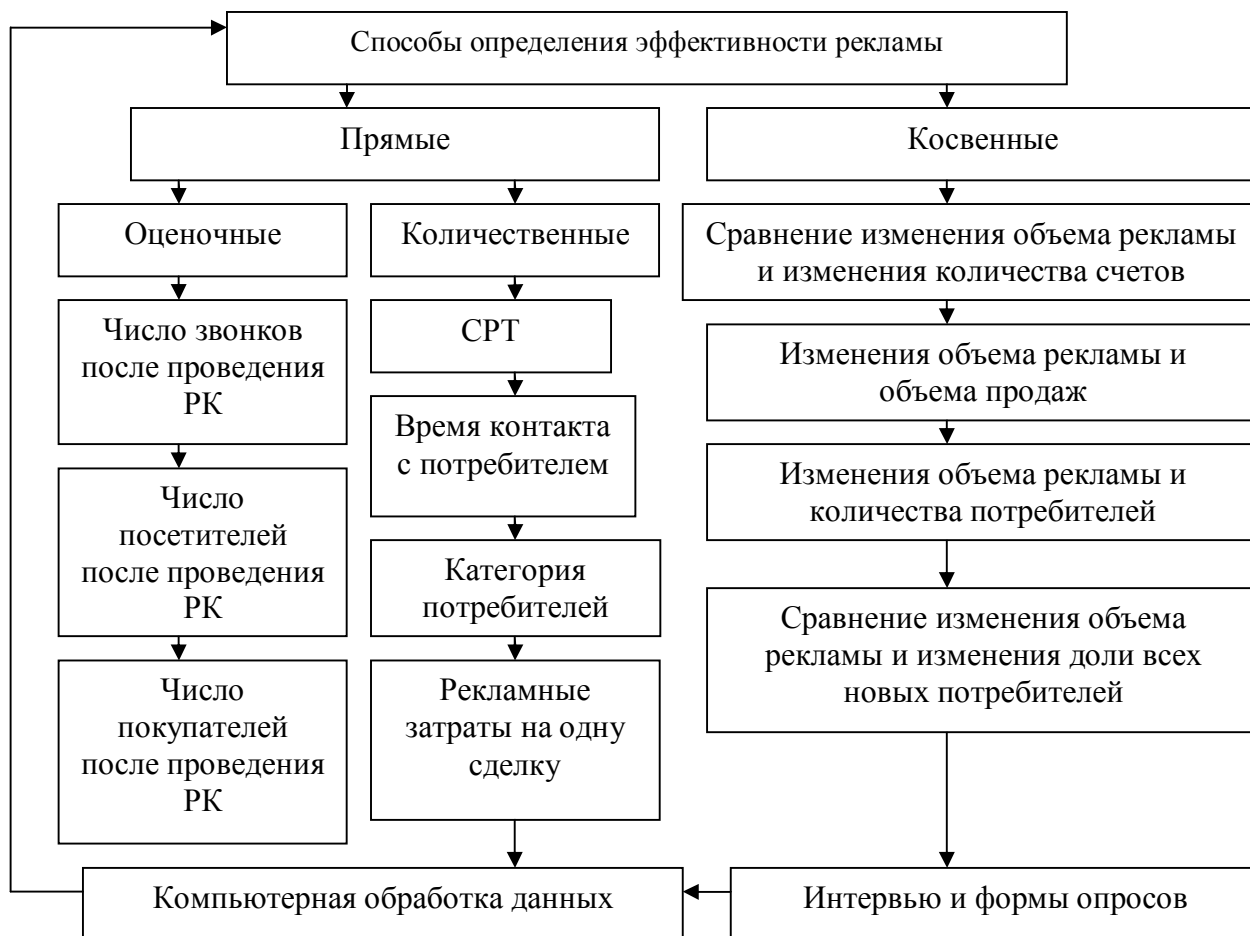 Способы определения эффективности рекламы
Прямые
Косвенные
Оценочные
Количественные
Сравнение изменения объема рекламы
и изменения количества счетов
Число звонков
после проведения
РК
СРТ
Изменения объема рекламы и
объема продаж
Время контакта
с потребителем
Изменения объема рекламы и
количества потребителей
Число
посетителей
после проведения
РК
Категория
потребителей
Сравнение изменения объема
рекламы и изменения доли всех
новых потребителей
Число
покупателей
после проведения
РК
Рекламные
затраты на одну
сделку
Компьютерная обработка данных
Интервью и формы опросов